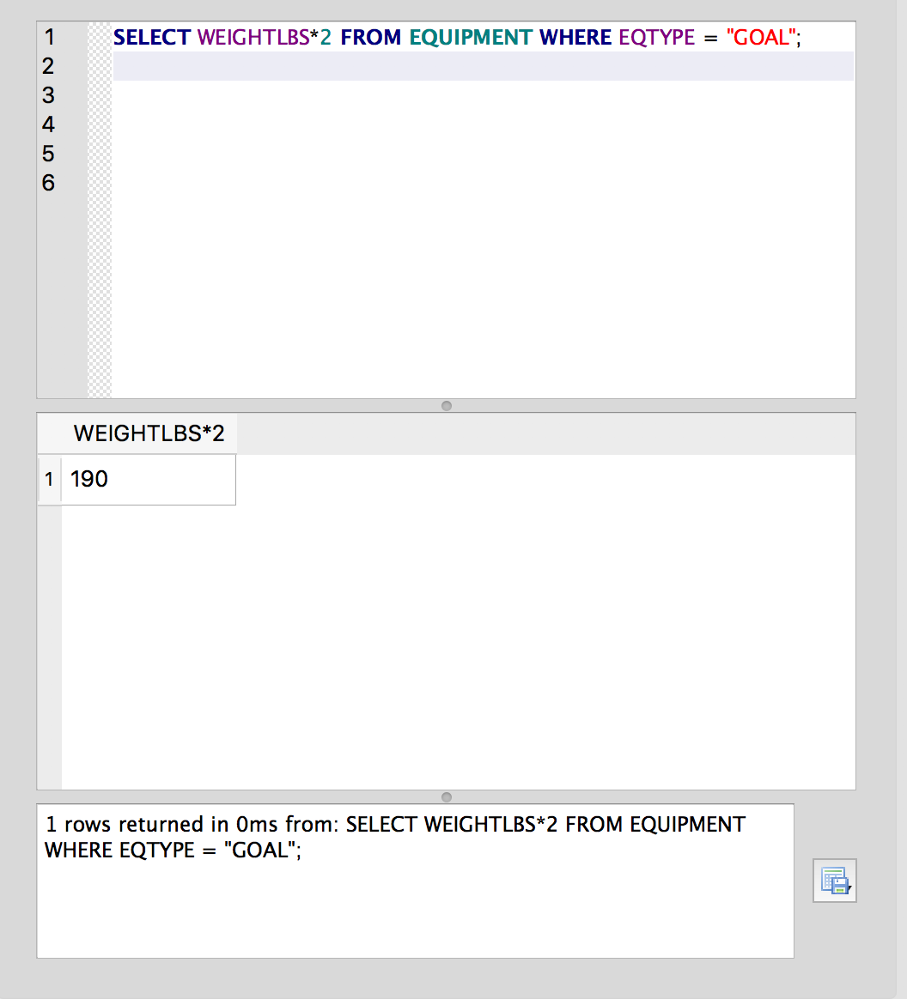 1 SELECT WEIGHTLBS*2 FROM EQUIPMENT WHERE EQTYPE = "GOAL";
2
3
4
5
6
WEIGHTLBS*2
1 190
1 rows returned in 0ms from: SELECT WEIGHTLBS*2 FROM EQUIPMENT
WHERE EQTYPE = "GOAL";